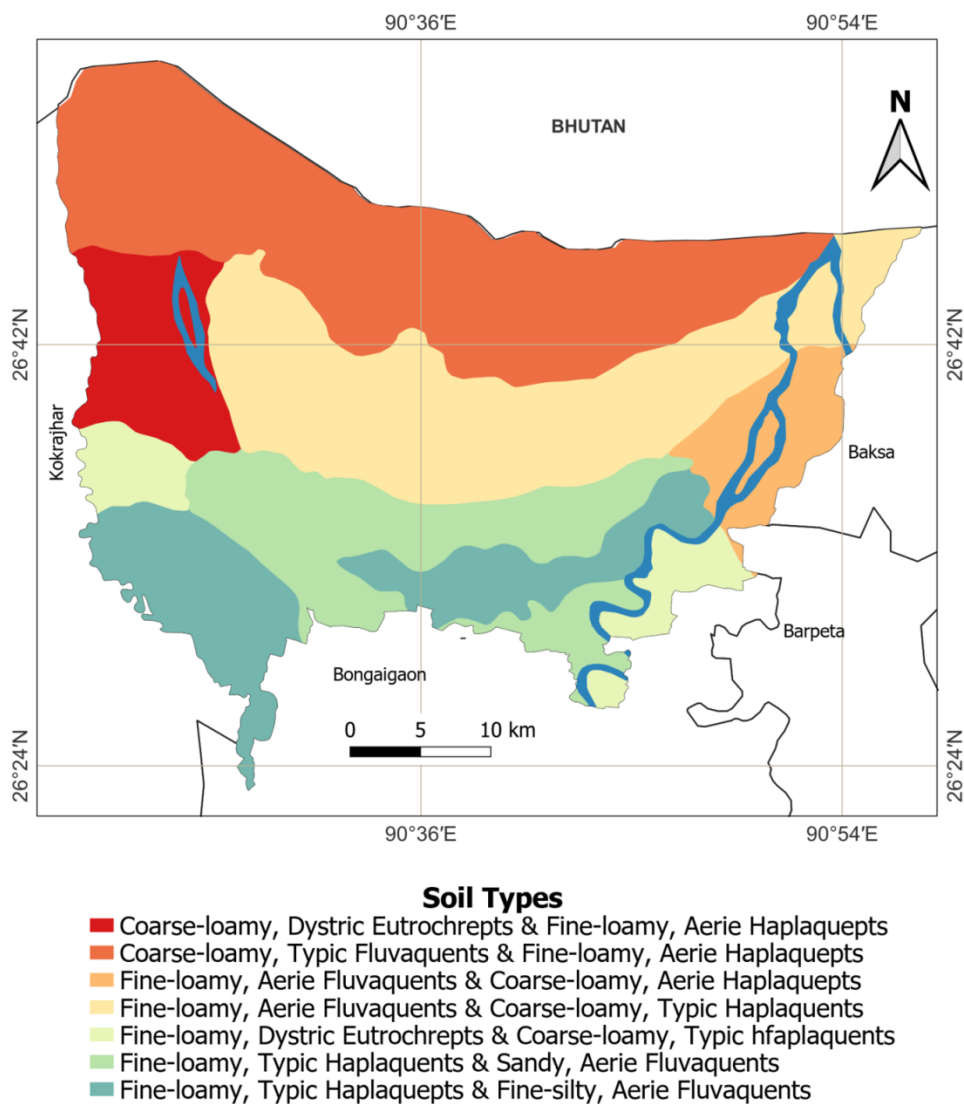 90°36′E 90°54′E
BHUTAN
N
26°42′N 26°42′N
Kokrajhar
Baksa
Barpeta
Bongaigaon
0 5 10 km
26°24′N 26°24′N
90°36′E 90°54′E
Soil Types
Coarse-loamy, Dystric Eutrochrepts & Fine-loamy, Aerie Haplaquepts
Coarse-loamy, Typic Fluvaquents & Fine-loamy, Aerie Haplaquepts
Fine-loamy, Aerie Fluvaquents & Coarse-loamy, Aerie Haplaquepts
Fine-loamy, Aerie Fluvaquents & Coarse-loamy, Typic Haplaquents
Fine-loamy, Dystric Eutrochrepts & Coarse-loamy, Typic hfaplaquents
Fine-loamy, Typic Haplaquents & Sandy, Aerie Fluvaquents
Fine-loamy, Typic Haplaquepts & Fine-silty, Aerie Fluvaquents